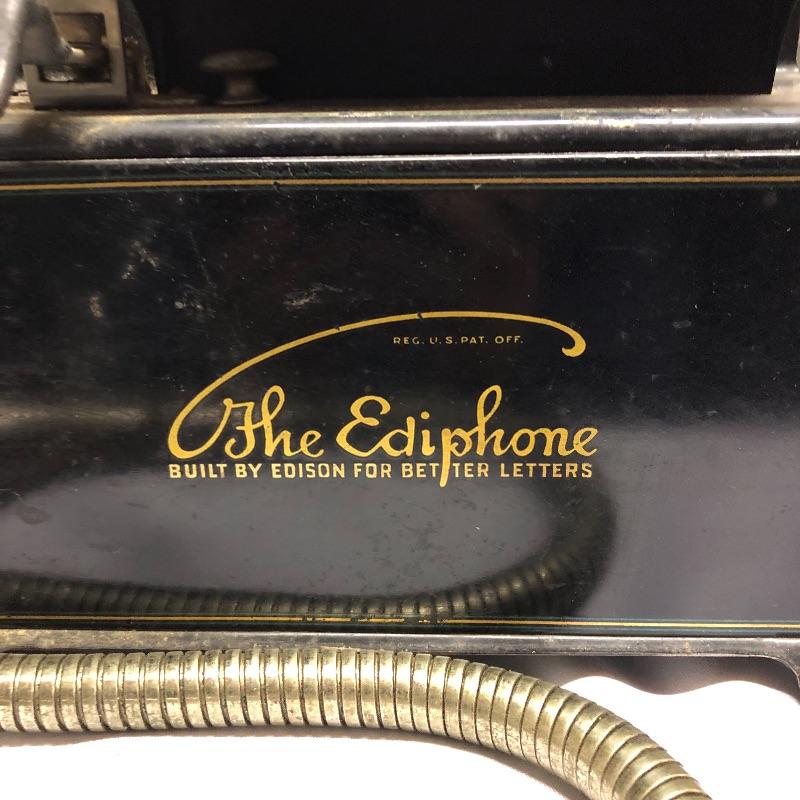 REG. U.S. PAT. OFF.
The Ediphone
BUILT BY EDISON FOR BETTER LETTERS